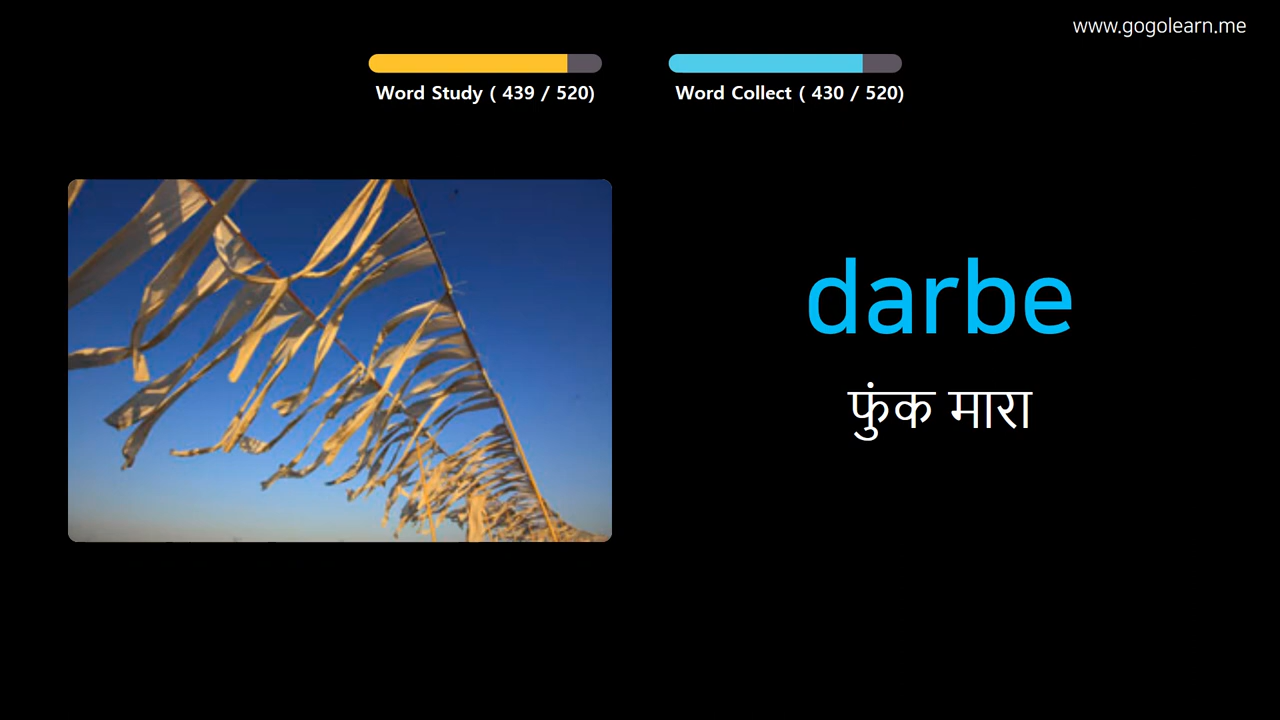 www.gogolearn.me
Word Study ( 439 / 520)
Word Collect ( 430 / 520)
darbe
फुंक मारा